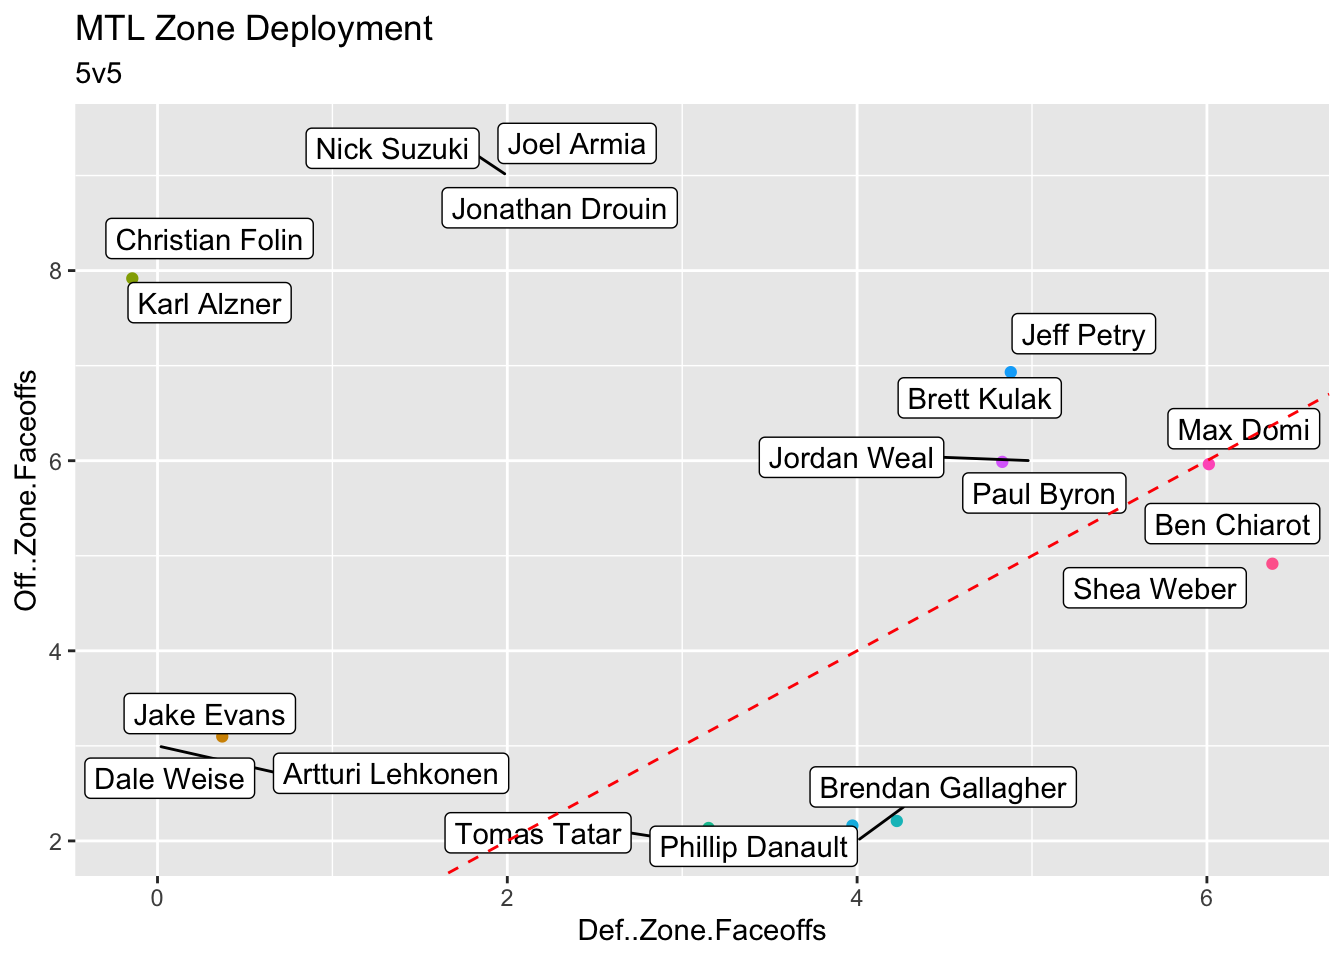 MTL Zone Deployment
5v5
Nick Suzuki
Joel Armia
Jonathan Drouin
Christian Folin
Karl Alzner
Jeff Petry
Brett Kulak
Max Domi
Jordan Weal
Paul Byron
Ben Chiarot
Shea Weber
Jake Evans
Dale Weise
Artturi Lehkonen
Brendan Gallagher
Tomas Tatar
Phillip Danault
8
6
4
2
Off..Zone.Faceoffs
0
2
4
6
Def..Zone.Faceoffs